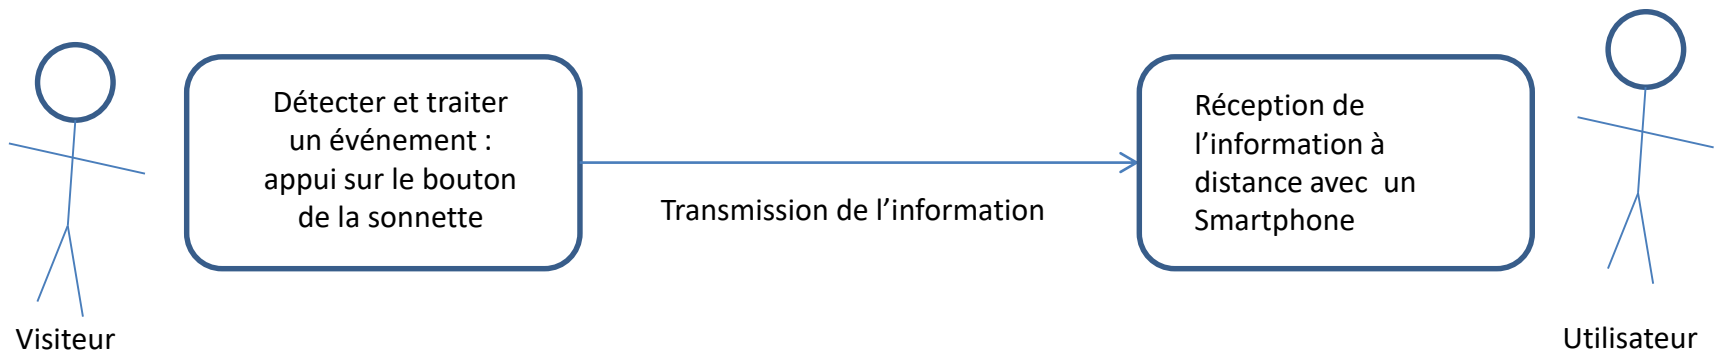 Détecter et traiter
un événement :
appui sur le bouton
de la sonnette
Transmission de l’information
Réception de
l’information à
distance avec un
Smartphone
Visiteur
Utilisateur